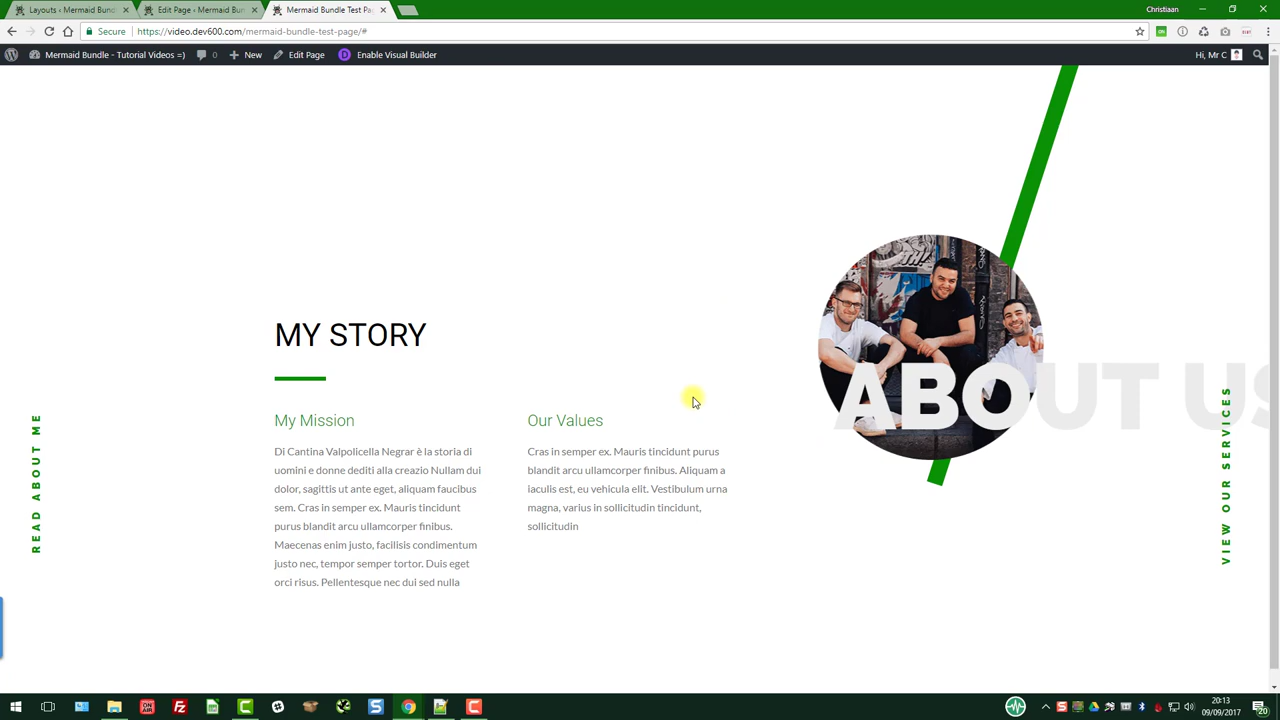 Layouts ‹ Mermaid Bund
Edit Page ‹ Mermaid Bun
Mermaid Bundle Test Pa
Christiaan
Secure
https://video.dev600.com/mermaid-bundle-test-page/#
Mermaid Bundle - Tutorial Videos =)
0
New
Edit Page
Enable Visual Builder
Hi, Mr C
MY STORY
My Mission
Di Cantina Valpolicella Negrar è la storia di
uomini e donne dediti alla creazio Nullam dui
dolor, sagittis ut ante eget, aliquam faucibus
sem. Cras in semper ex. Mauris tincidunt
purus blandit arcu ullamcorper finibus.
Maecenas enim justo, facilisis condimentum
justo nec, tempor semper tortor. Duis eget
orci risus. Pellentesque nec dui sed nulla
Our Values
Cras in semper ex. Mauris tincidunt purus
blandit arcu ullamcorper finibus. Aliquam a
iaculis est, eu vehicula elit. Vestibulum urna
magna, varius in sollicitudin tincidunt,
sollicitudin
ABOUT US
READ ABOUT ME
VIEW OUR SERVICES
20:13
09/09/2017
20